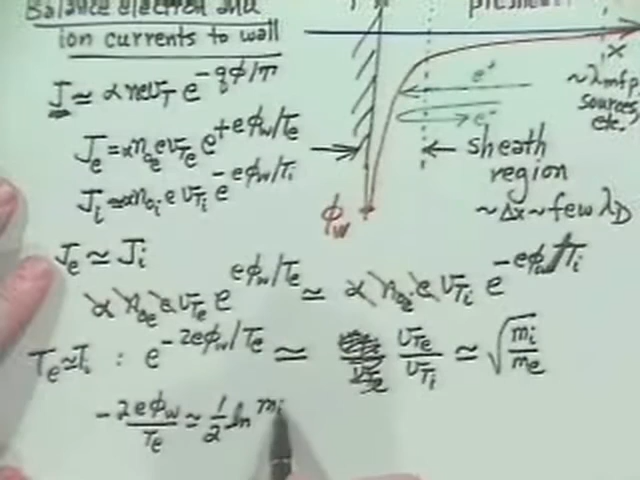 Balance electron and
ion currents to wall
presheath
J ≃ α n e v_T e^{-qφ/T}
J_e = α n_{0e} e v_{Te} e^{+eφ_w/T_e}
J_i ≃ α n_{0i} e v_{Ti} e^{-eφ_w/T_i}
x
~ λ_mfp,
sources,
etc.
e⁺
e⁻
← sheath
region
~Δx ~ few λ_D
φ_w
J_e ≃ J_i
α n_{0e} e v_{Te} e^{eφ_w/T_e} ≃ α n_{0e} e v_{Ti} e^{-eφ_w/T_i}
T_e ≃ T_i : e^{-2eφ_w/T_e} ≃ v_{Te}/v_{Ti} ≃ √(m_i/m_e)
-2eφ_w/T_e ≃ 1/2 ln m_i